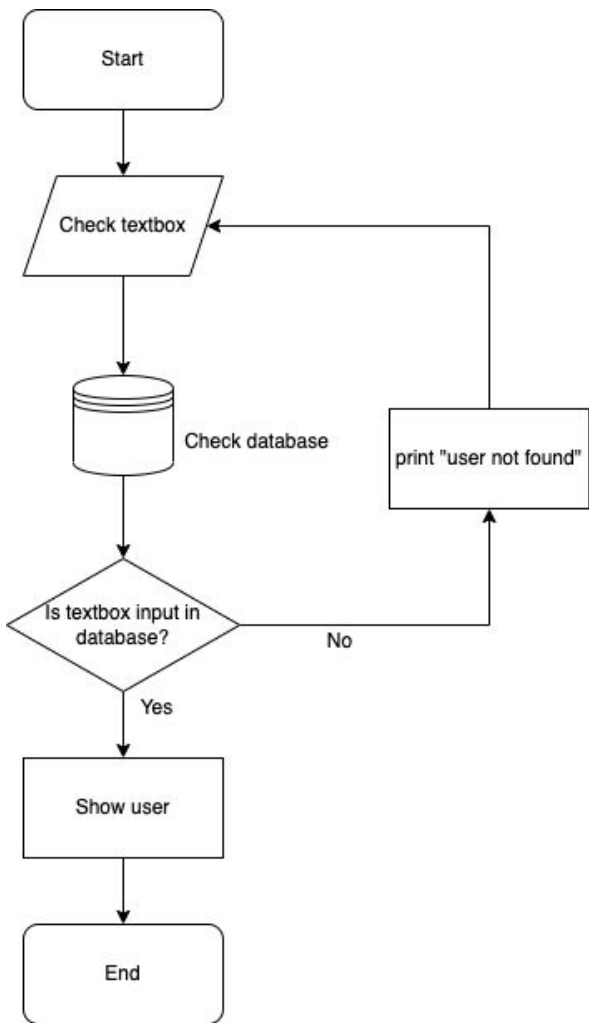 Start
Check textbox
Check database
print "user not found"
Is textbox input in
database?
No
Yes
Show user
End